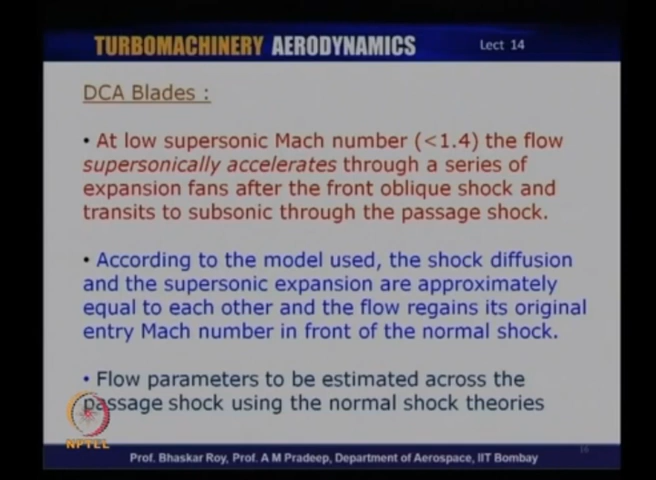 TURBOMACHINERY AERODYNAMICS Lect 14
DCA Blades :
• At low supersonic Mach number (<1.4) the flow
supersonically accelerates through a series of
expansion fans after the front oblique shock and
transits to subsonic through the passage shock.
• According to the model used, the shock diffusion
and the supersonic expansion are approximately
equal to each other and the flow regains its original
entry Mach number in front of the normal shock.
• Flow parameters to be estimated across the
passage shock using the normal shock theories
NPTEL
Prof. Bhaskar Roy, Prof. A M Pradeep, Department of Aerospace, IIT Bombay